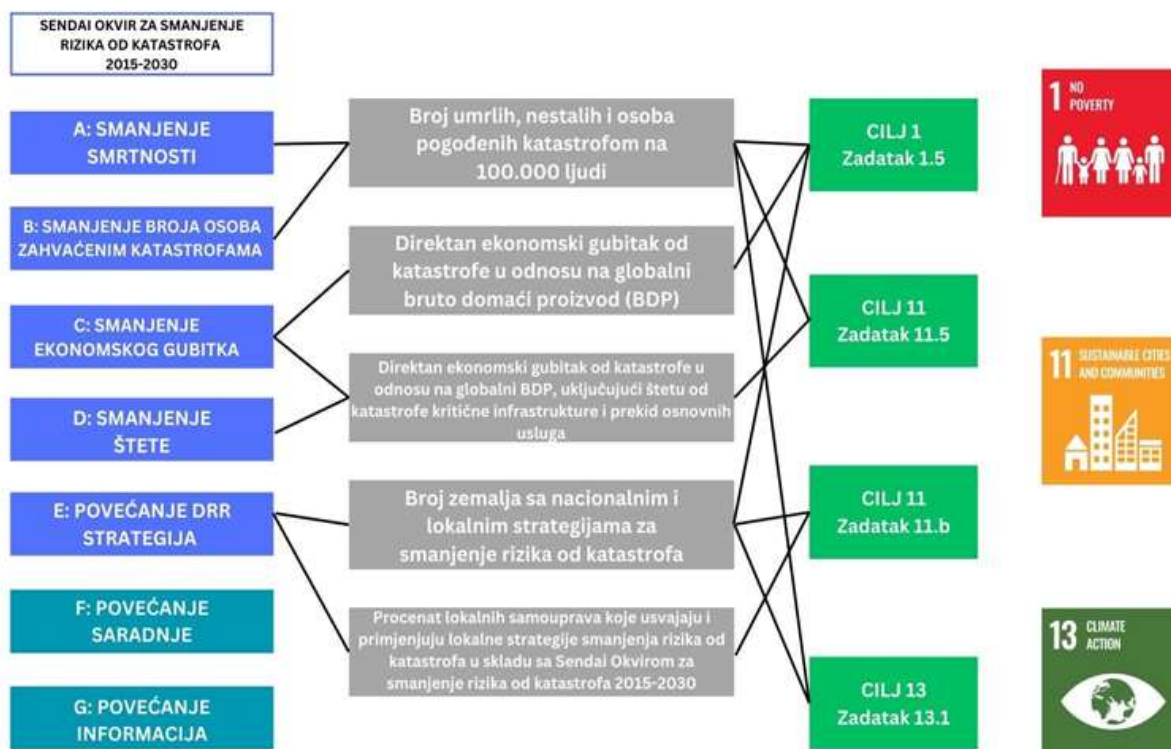 SENDAI OKVIR ZA SMANJENJE
RIZIKA OD KATASTROFA
2015-2030
A: SMANJENJE
SMRTNOSTI
B: SMANJENJE BROJA OSOBA
ZAHVAĆENIM KATASTROFAMA
C: SMANJENJE
EKONOMSKOG GUBITKA
D: SMANJENJE
ŠTETE
E: POVEĆANJE DRR
STRATEGIJA
F: POVEĆANJE
SARADNJE
G: POVEĆANJE
INFORMACIJA
Broj umrlih, nestalih i osoba
pogođenih katastrofom na
100.000 ljudi
Direktan ekonomski gubitak od
katastrofe u odnosu na globalni
bruto domaći proizvod (BDP)
Direktan ekonomski gubitak od katastrofe u
odnosu na globalni BDP, uključujući štetu od
katastrofe kritične infrastrukture i prekid osnovnih
usluga
Broj zemalja sa nacionalnim i
lokalnim strategijama za
smanjenje rizika od katastrofa
Procenat lokalnih samouprava koje usvajaju i
primjenjuju lokalne strategije smanjenja rizika od
katastrofa u skladu sa Sendai Okvirom za
smanjenje rizika od katastrofa 2015-2030
CILJ 1
Zadatak 1.5
CILJ 11
Zadatak 11.5
CILJ 11
Zadatak 11.b
CILJ 13
Zadatak 13.1
1 NO
POVERTY
11 SUSTAINABLE CITIES
AND COMMUNITIES
13 CLIMATE
ACTION